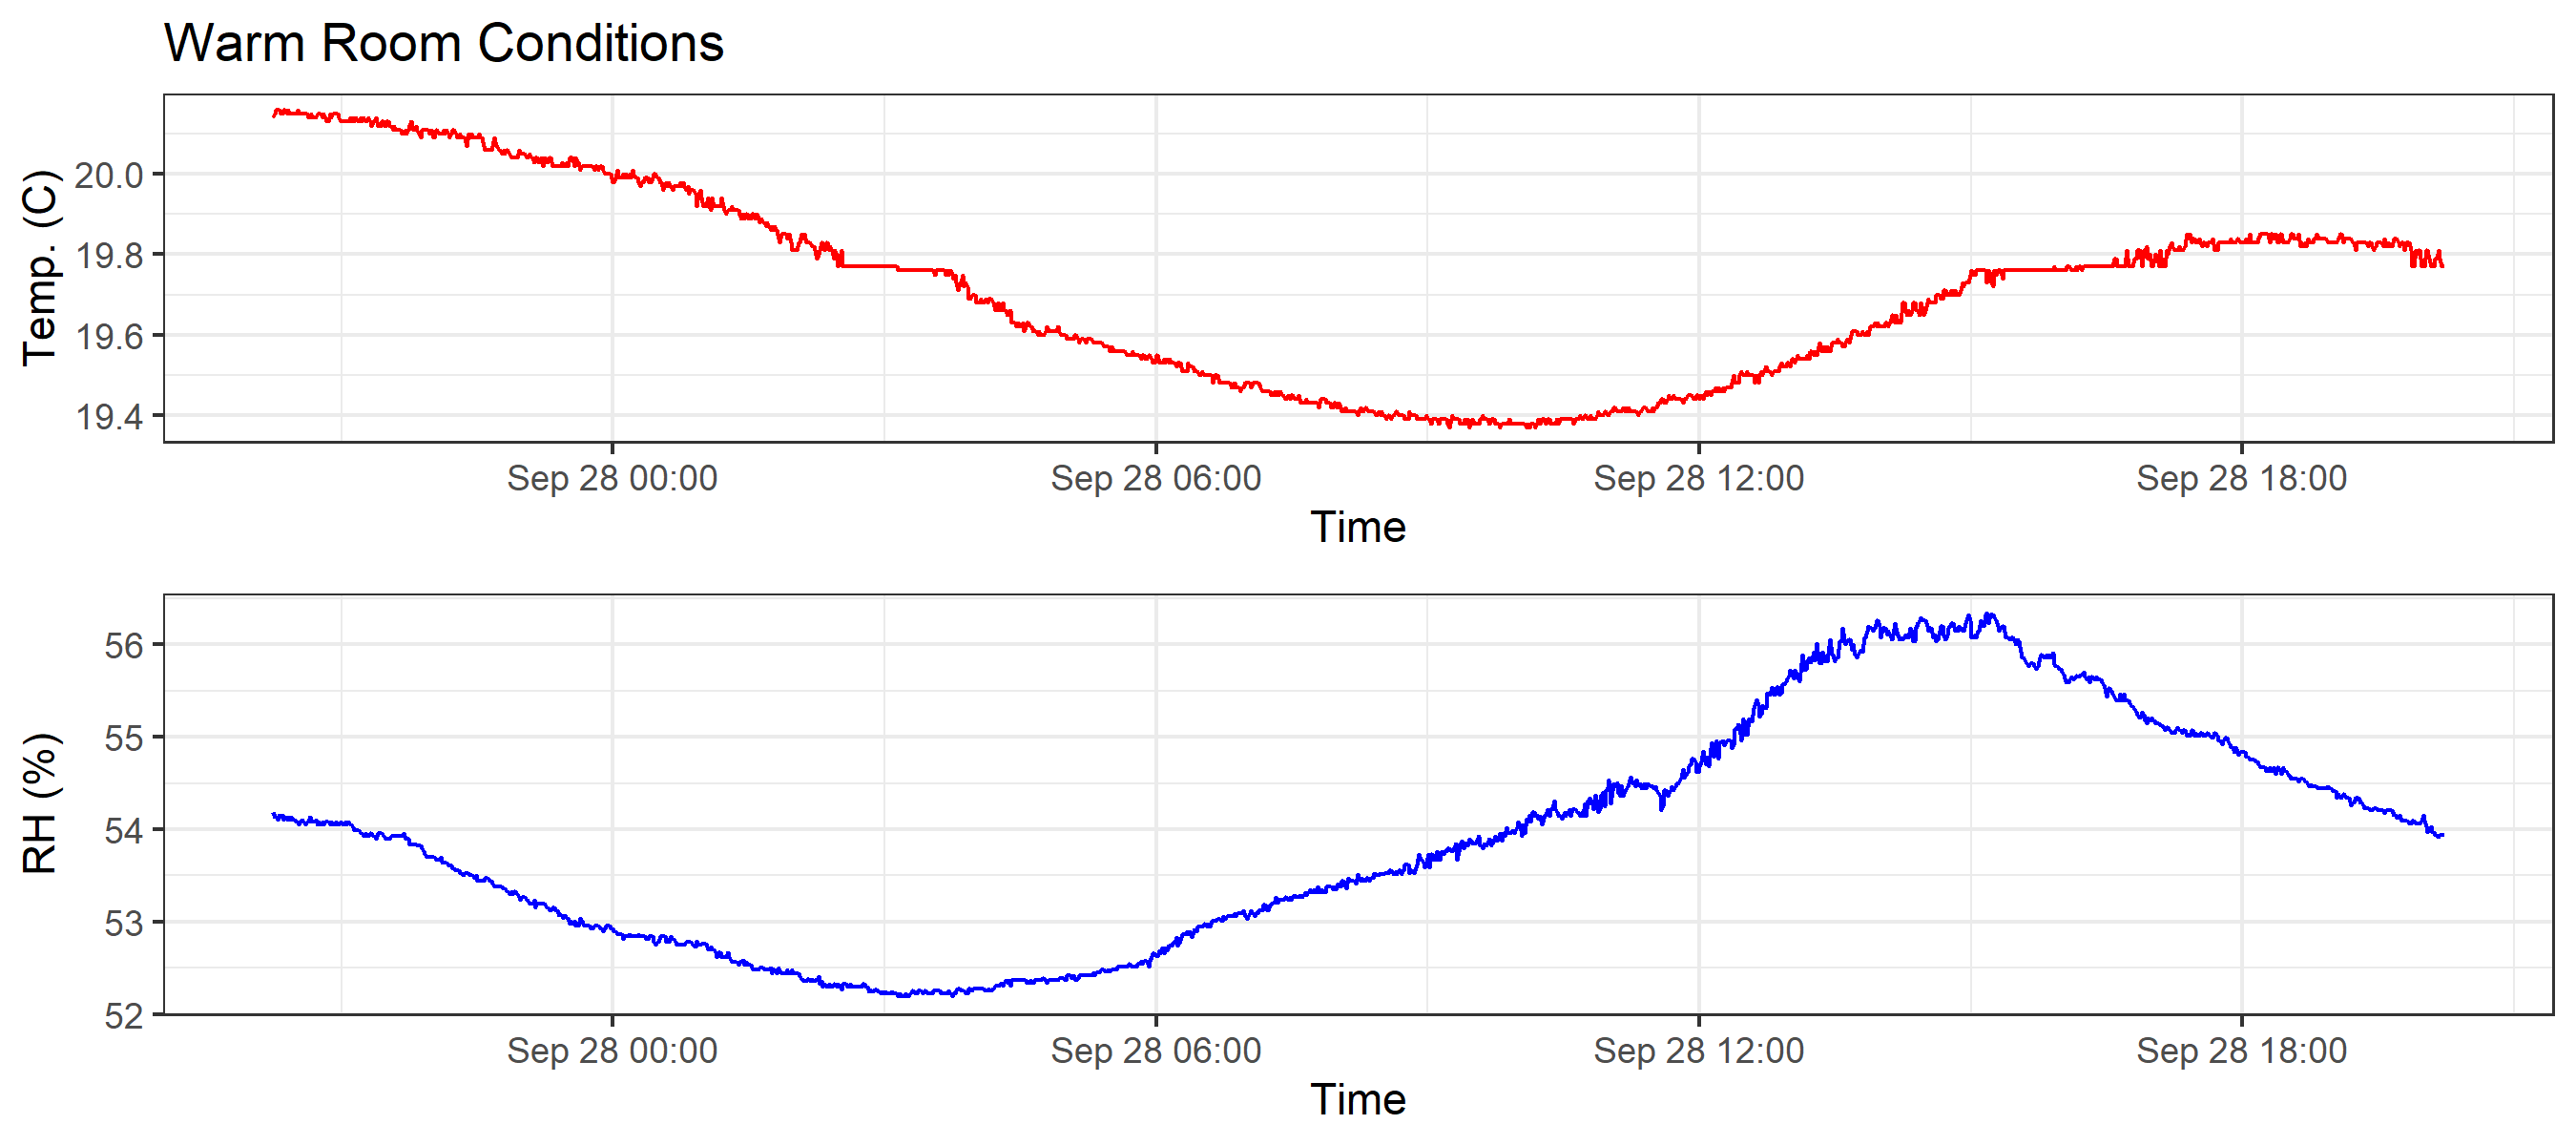 Warm Room Conditions
Temp. (C)
20.0
19.8
19.6
19.4
Sep 28 00:00 Sep 28 06:00 Sep 28 12:00 Sep 28 18:00
Time
RH (%)
56
55
54
53
52
Sep 28 00:00 Sep 28 06:00 Sep 28 12:00 Sep 28 18:00
Time